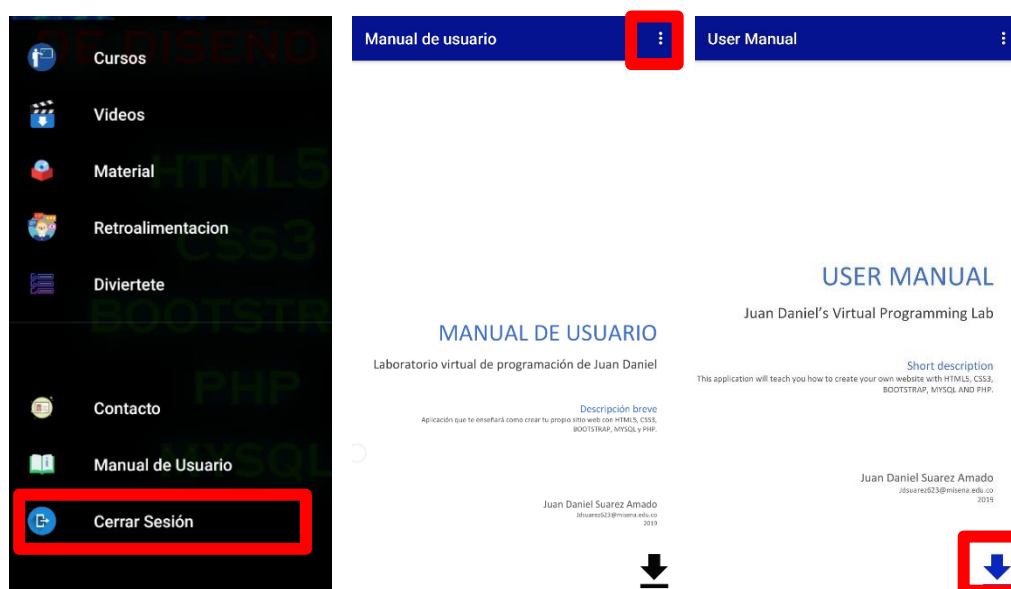 DE DISEÑO
Cursos
Videos
Material
HTML5
Retroalimentacion
CSS3
Diviertete
BOOTSTR
PHP
Contacto
Manual de Usuario
MYSQL
Cerrar Sesión
Manual de usuario
MANUAL DE USUARIO
Laboratorio virtual de programación de Juan Daniel
Descripción breve
Aplicación que te enseñará como crear tu propio sitio web con HTML5, CSS3,
BOOTSTRAP, MYSQL y PHP.
Juan Daniel Suarez Amado
Jdsuarez623@misena.edu.co
2019
User Manual
USER MANUAL
Juan Daniel’s Virtual Programming Lab
Short description
This application will teach you how to create your own website with HTML5, CSS3,
BOOTSTRAP, MYSQL AND PHP.
Juan Daniel Suarez Amado
Jdsuarez623@misena.edu.co
2019